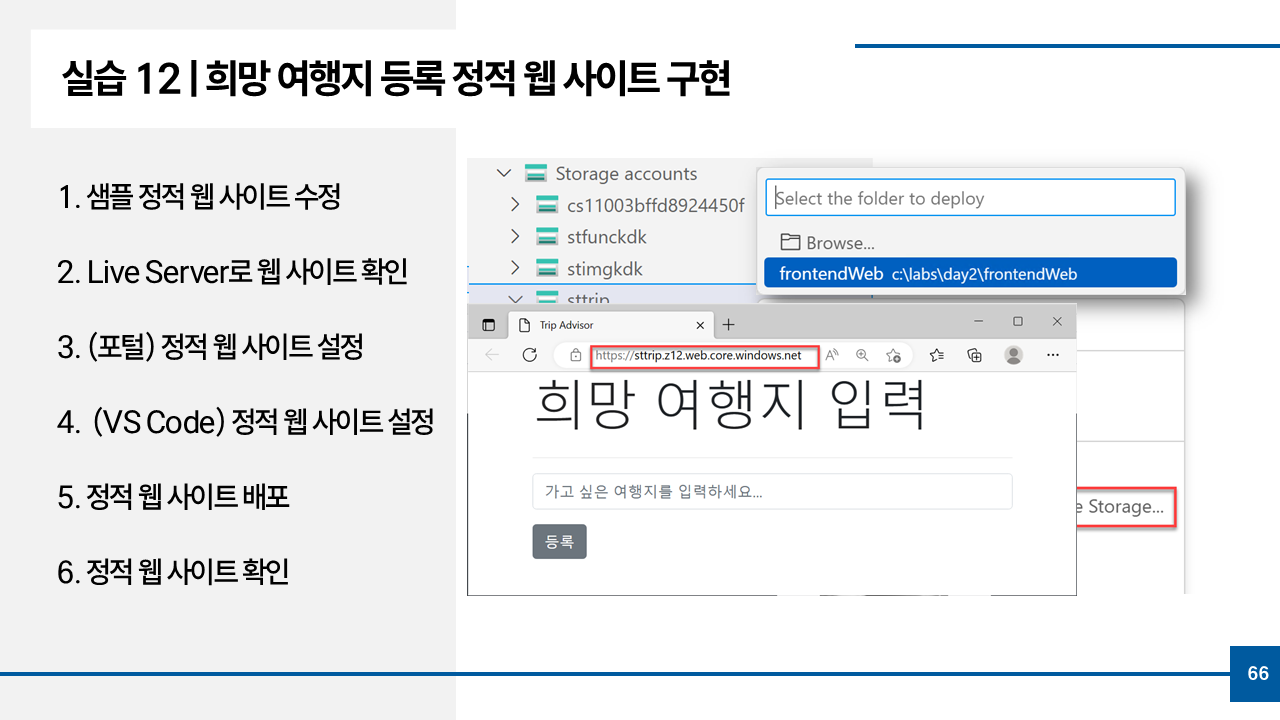 실습 12 | 희망 여행지 등록 정적 웹 사이트 구현
1. 샘플 정적 웹 사이트 수정
2. Live Server로 웹 사이트 확인
3. (포털) 정적 웹 사이트 설정
4. (VS Code) 정적 웹 사이트 설정
5. 정적 웹 사이트 배포
6. 정적 웹 사이트 확인
Storage accounts
cs11003bffd8924450f
stfunckdk
stimgkdk
sttrip
Select the folder to deploy
Browse...
frontendWeb c:\labs\day2\frontendWeb
Trip Advisor
https://sttrip.z12.web.core.windows.net
희망 여행지 입력
가고 싶은 여행지를 입력하세요...
등록
e Storage...
66